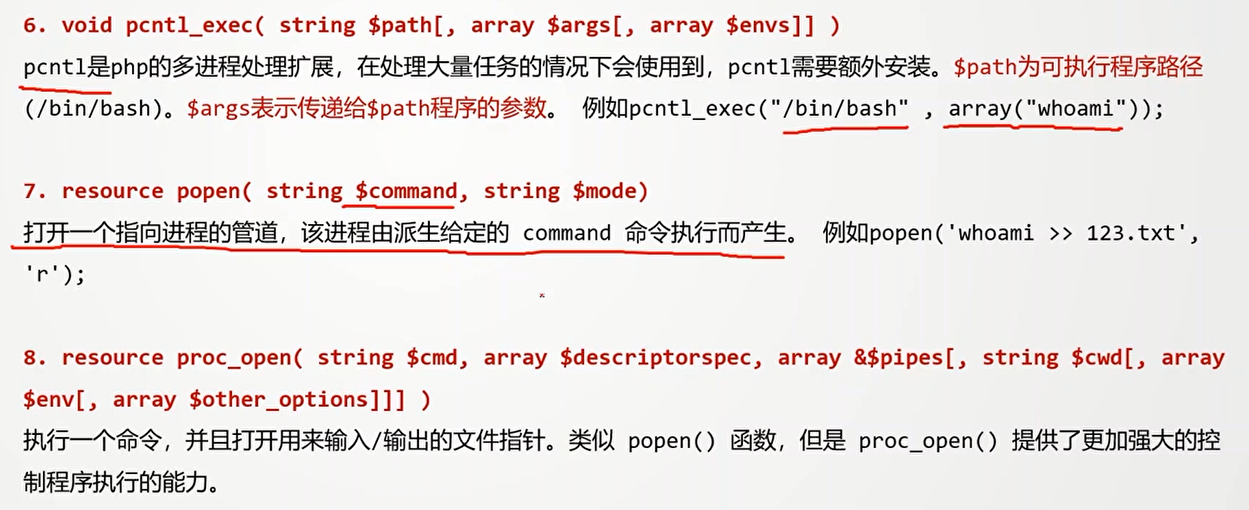 6. void pcntl_exec( string $path[, array $args[, array $envs]] )
pcntl是php的多进程处理扩展，在处理大量任务的情况下会使用到，pcntl需要额外安装。$path为可执行程序路径
(/bin/bash)。$args表示传递给$path程序的参数。 例如pcntl_exec("/bin/bash" , array("whoami"));
7. resource popen( string $command, string $mode)
打开一个指向进程的管道，该进程由派生给定的 command 命令执行而产生。 例如popen('whoami >> 123.txt',
'r');
8. resource proc_open( string $cmd, array $descriptorspec, array &$pipes[, string $cwd[, array
$env[, array $other_options]]] )
执行一个命令，并且打开用来输入/输出的文件指针。类似 popen() 函数，但是 proc_open() 提供了更加强大的控
制程序执行的能力。